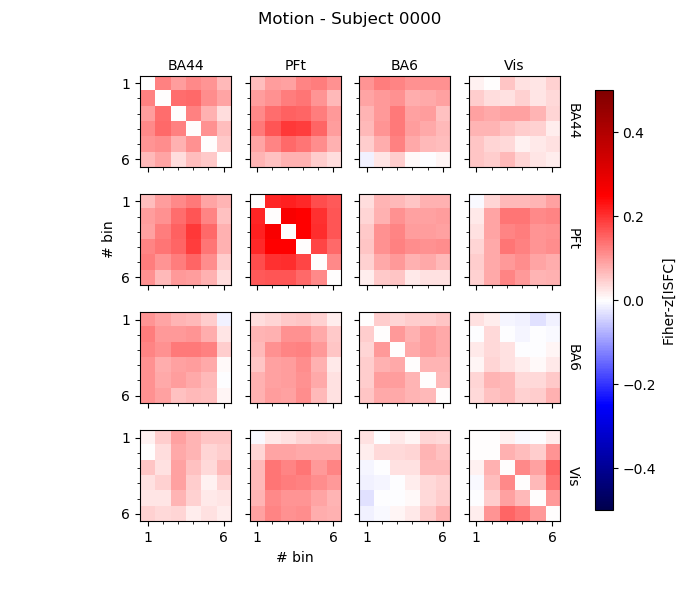 Motion - Subject 0000
BA44 PFt BA6 Vis
1
6
BA44
1
6
PFt
# bin
1
6
BA6
1
6
Vis
1 6 1 6 1 6 1 6
# bin
0.4
0.2
0.0
−0.2
−0.4
Fiher-z[ISFC]